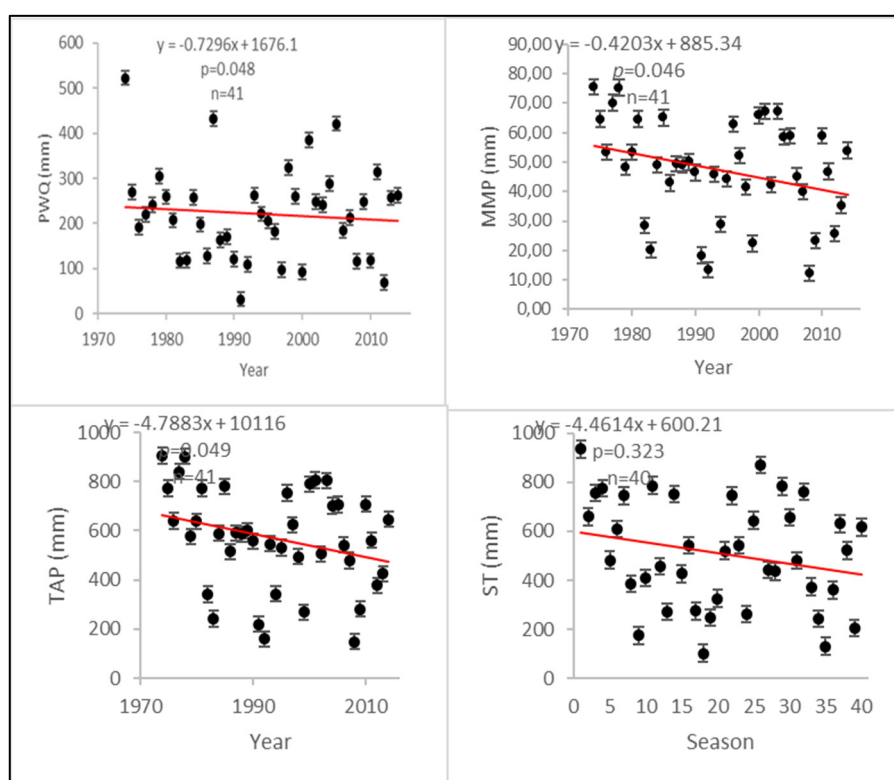 y = -0.7296x + 1676.1
p=0.048
n=41
600
500
400
300
200
100
0
PWQ (mm)
1970
1980
1990
2000
2010
Year
y = -0.4203x + 885.34
p=0.046
n=41
90,00
80,00
70,00
60,00
50,00
40,00
30,00
20,00
10,00
0,00
MMP (mm)
1970
1980
1990
2000
2010
Year
y = -4.7883x + 10116
p=0.049
n=41
1000
800
600
400
200
0
TAP (mm)
1970
1990
2010
Year
y = -4.4614x + 600.21
p=0.323
n=40
1000
800
600
400
200
0
ST (mm)
0
5
10
15
20
25
30
35
40
Season